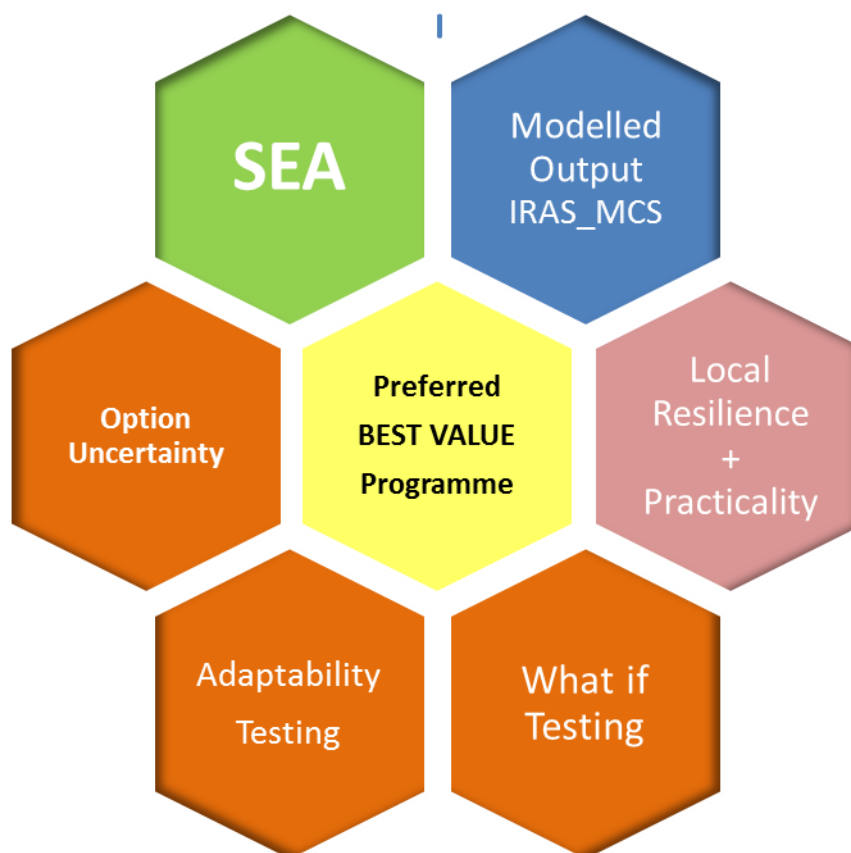 SEA
Modelled
Output
IRAS_MCS
Option
Uncertainty
Preferred
BEST VALUE
Programme
Local
Resilience
+
Practicality
Adaptability
Testing
What if
Testing